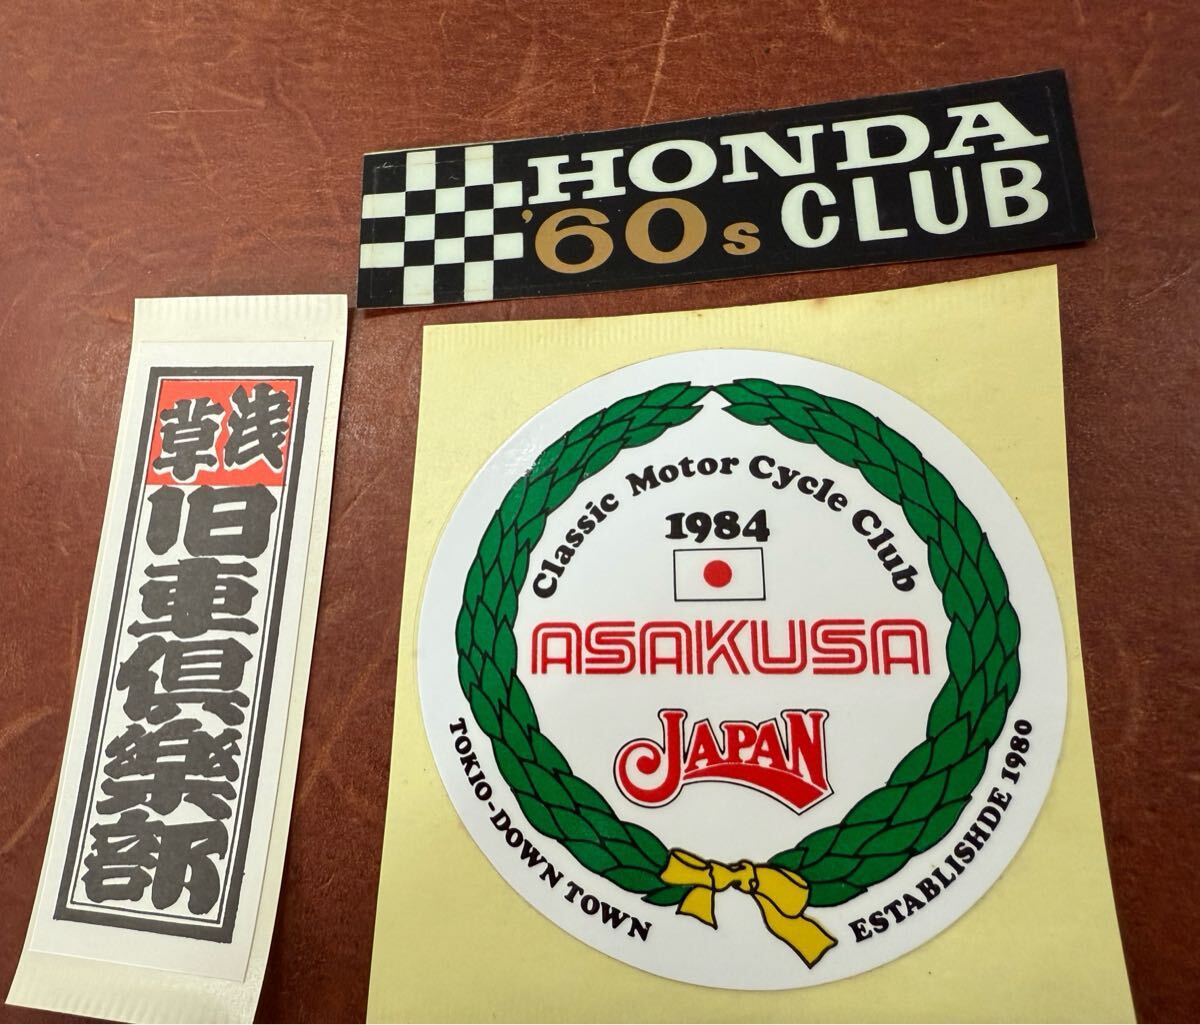 HONDA
'60s CLUB
浅草
旧車倶楽部
Classic Motor Cycle Club
1984
ASAKUSA
JAPAN
TOKIO-DOWN TOWN
ESTABLISHDE 1980